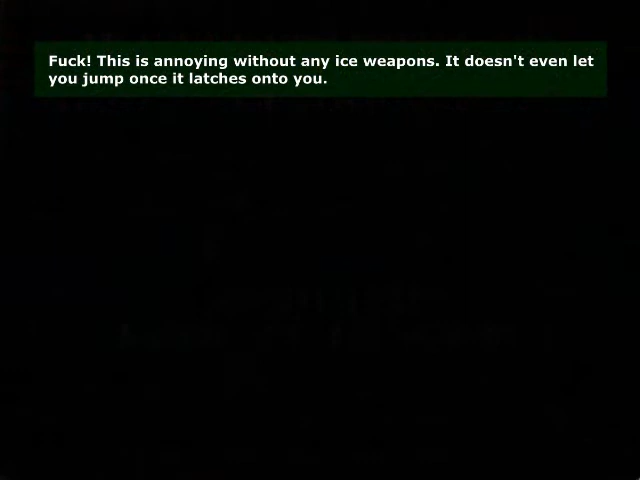 Fuck! This is annoying without any ice weapons. It doesn't even let
you jump once it latches onto you.